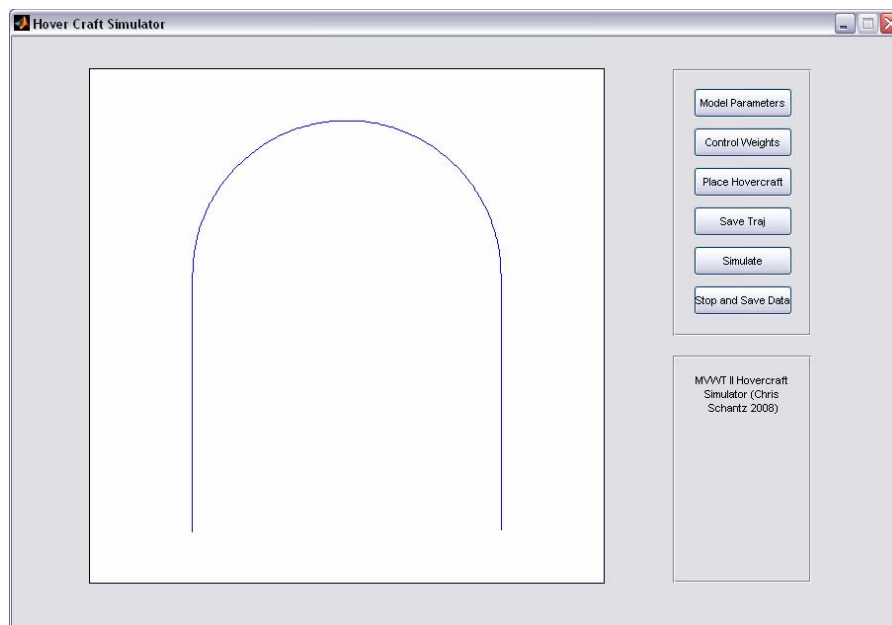 Hover Craft Simulator
Model Parameters
Control Weights
Place Hovercraft
Save Traj
Simulate
Stop and Save Data
MVWT II Hovercraft
Simulator (Chris
Schantz 2008)